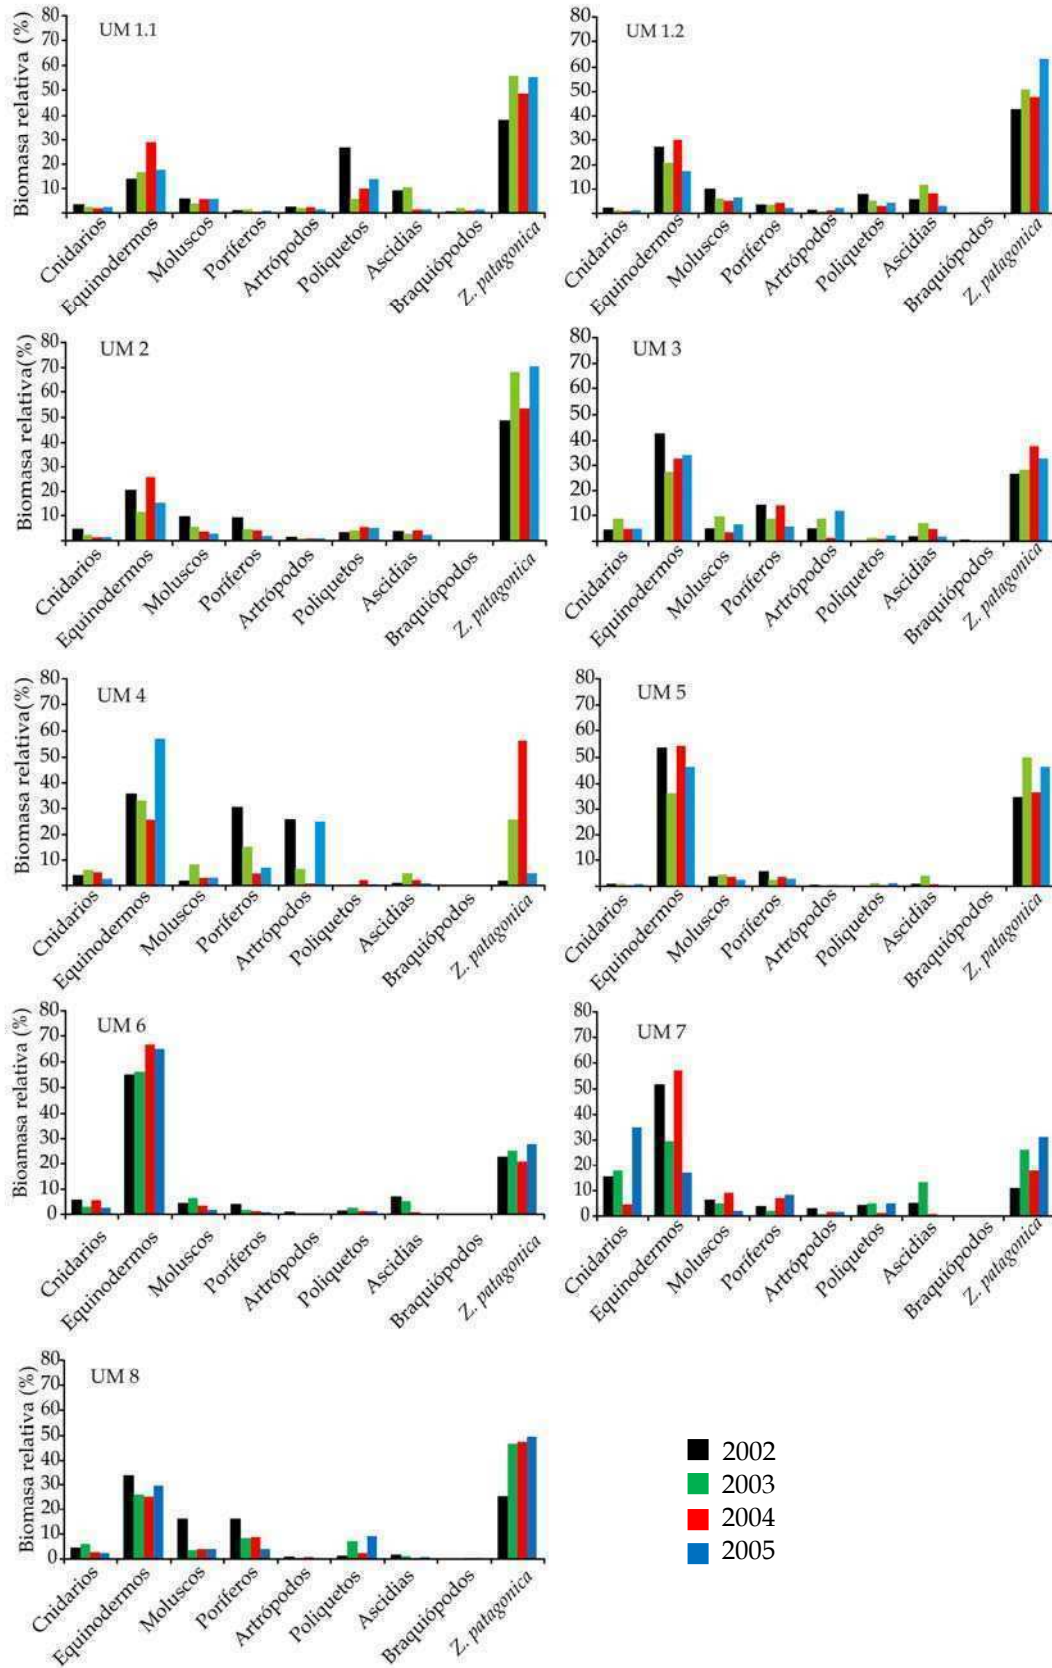 Biomasa relativa (%)
UM 1.1
80
70
60
50
40
30
20
10
Cnidarios
Equinodermos
Moluscos
Poríferos
Artrópodos
Poliquetos
Ascidias
Braquiópodos
Z. patagonica
UM 1.2
80
70
60
50
40
30
20
10
Cnidarios
Equinodermos
Moluscos
Poríferos
Artrópodos
Poliquetos
Ascidias
Braquiópodos
Z. patagonica
Biomasa relativa(%)
UM 2
80
70
60
50
40
30
20
10
Cnidarios
Equinodermos
Moluscos
Poríferos
Artrópodos
Poliquetos
Ascidias
Braquiópodos
Z. patagonica
UM 3
80
70
60
50
40
30
20
10
Cnidarios
Equinodermos
Moluscos
Poríferos
Artrópodos
Poliquetos
Ascidias
Braquiópodos
Z. patagonica
Biomasa relativa(%)
UM 4
80
70
60
50
40
30
20
10
Cnidarios
Equinodermos
Moluscos
Poríferos
Artrópodos
Poliquetos
Ascidias
Braquiópodos
Z. patagonica
UM 5
80
70
60
50
40
30
20
10
Cnidarios
Equinodermos
Moluscos
Poríferos
Artrópodos
Poliquetos
Ascidias
Braquiópodos
Z. patagonica
Bioamasa relativa (%)
UM 6
80
70
60
50
40
30
20
10
0
Cnidarios
Equinodermos
Moluscos
Poríferos
Artrópodos
Poliquetos
Ascidias
Braquiópodos
Z. patagonica
UM 7
80
70
60
50
40
30
20
10
0
Cnidarios
Equinodermos
Moluscos
Poríferos
Artrópodos
Poliquetos
Ascidias
Braquiópodos
Z. patagonica
Biomasa relativa (%)
UM 8
80
70
60
50
40
30
20
10
0
Cnidarios
Equinodermos
Moluscos
Poríferos
Artrópodos
Poliquetos
Ascidias
Braquiópodos
Z. patagonica
2002
2003
2004
2005